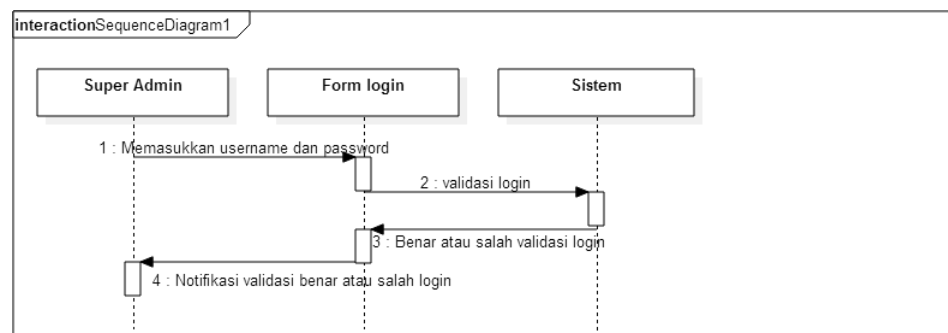 interactionSequenceDiagram1
Super Admin
Form login
Sistem
1 : Memasukkan username dan password
2 : validasi login
3 : Benar atau salah validasi login
4 : Notifikasi validasi benar atau salah login